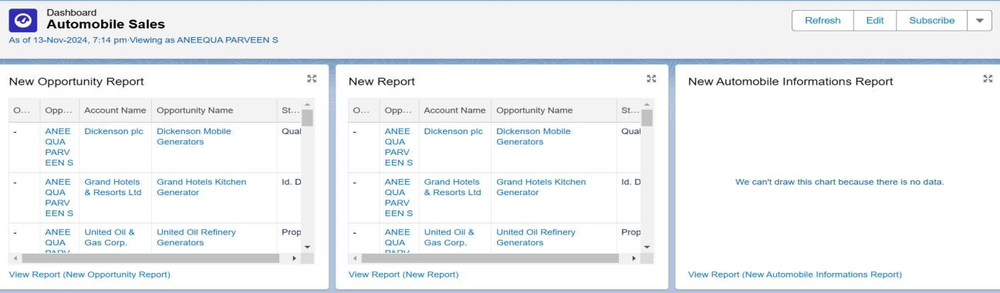 Dashboard
Automobile Sales
As of 13-Nov-2024, 7:14 pm·Viewing as ANEEQUA PARVEEN S
Refresh
Edit
Subscribe
New Opportunity Report
O...
Opp...
Account Name
Opportunity Name
St...
-
ANEE
QUA
PARV
EEN S
Dickenson plc
Dickenson Mobile
Generators
Qual
-
ANEE
QUA
PARV
EEN S
Grand Hotels
& Resorts Ltd
Grand Hotels Kitchen
Generator
Id. D
-
ANEE
QUA
PARV
United Oil &
Gas Corp.
United Oil Refinery
Generators
Prop
View Report (New Opportunity Report)
New Report
O...
Opp...
Account Name
Opportunity Name
St...
-
ANEE
QUA
PARV
EEN S
Dickenson plc
Dickenson Mobile
Generators
Qual
-
ANEE
QUA
PARV
EEN S
Grand Hotels
& Resorts Ltd
Grand Hotels Kitchen
Generator
Id. D
-
ANEE
QUA
PARV
United Oil &
Gas Corp.
United Oil Refinery
Generators
Prop
View Report (New Report)
New Automobile Informations Report
We can't draw this chart because there is no data.
View Report (New Automobile Informations Report)